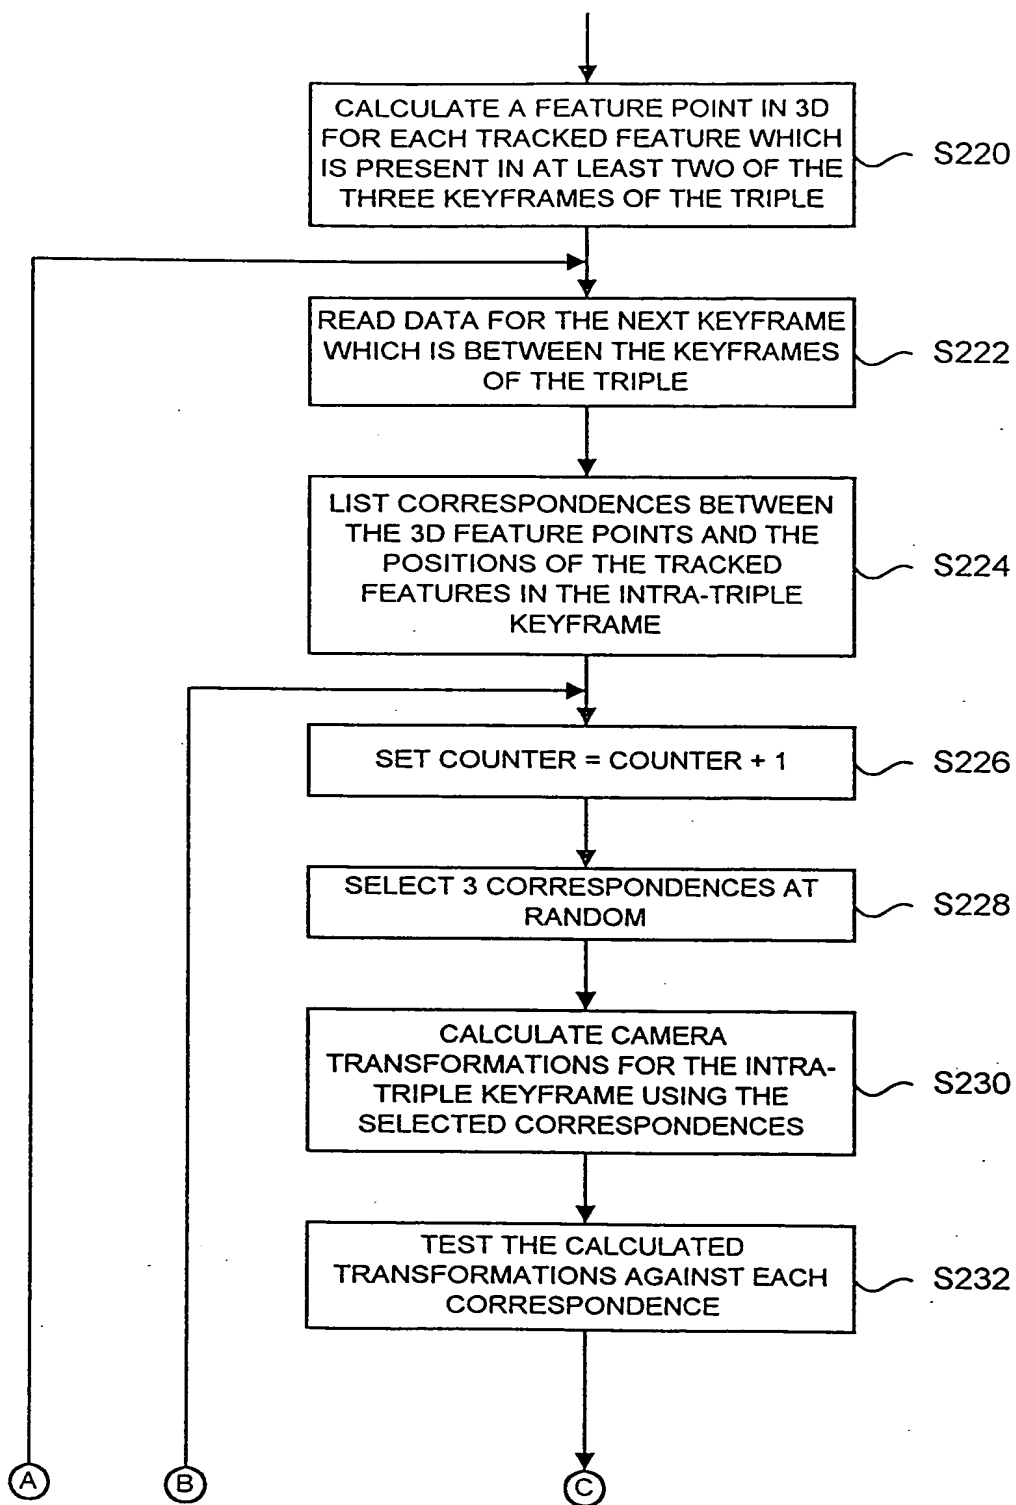 CALCULATE A FEATURE POINT IN 3D
FOR EACH TRACKED FEATURE WHICH
IS PRESENT IN AT LEAST TWO OF THE
THREE KEYFRAMES OF THE TRIPLE
S220
READ DATA FOR THE NEXT KEYFRAME
WHICH IS BETWEEN THE KEYFRAMES
OF THE TRIPLE
S222
LIST CORRESPONDENCES BETWEEN
THE 3D FEATURE POINTS AND THE
POSITIONS OF THE TRACKED
FEATURES IN THE INTRA-TRIPLE
KEYFRAME
S224
SET COUNTER = COUNTER + 1
S226
SELECT 3 CORRESPONDENCES AT
RANDOM
S228
CALCULATE CAMERA
TRANSFORMATIONS FOR THE INTRA-
TRIPLE KEYFRAME USING THE
SELECTED CORRESPONDENCES
S230
TEST THE CALCULATED
TRANSFORMATIONS AGAINST EACH
CORRESPONDENCE
S232
A
B
C